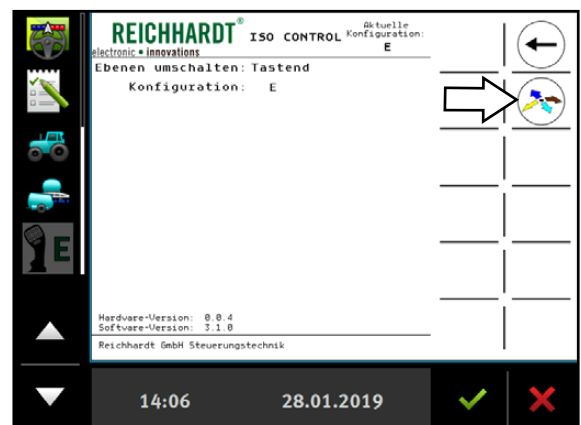 REICHHARDT®
electronic • innovations
ISO CONTROL
Aktuelle
Konfiguration:
E
Ebenen umschalten: Tastend
Konfiguration: E
E
Hardware-Version: 0.0.4
Software-Version: 3.1.0
Reichhardt GmbH Steuerungstechnik
14:06 28.01.2019